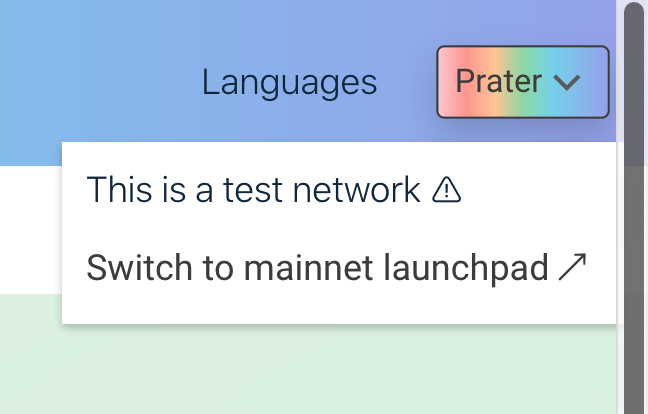 Languages
Prater
This is a test network
Switch to mainnet launchpad